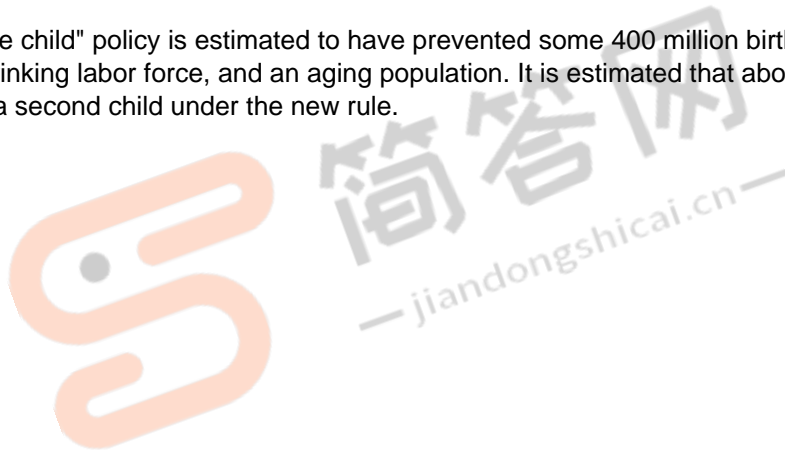 e child" policy is estimated to have prevented some 400 million birt
inking labor force, and an aging population. It is estimated that abo
a second child under the new rule.
简答网
jiandongshicai.cn